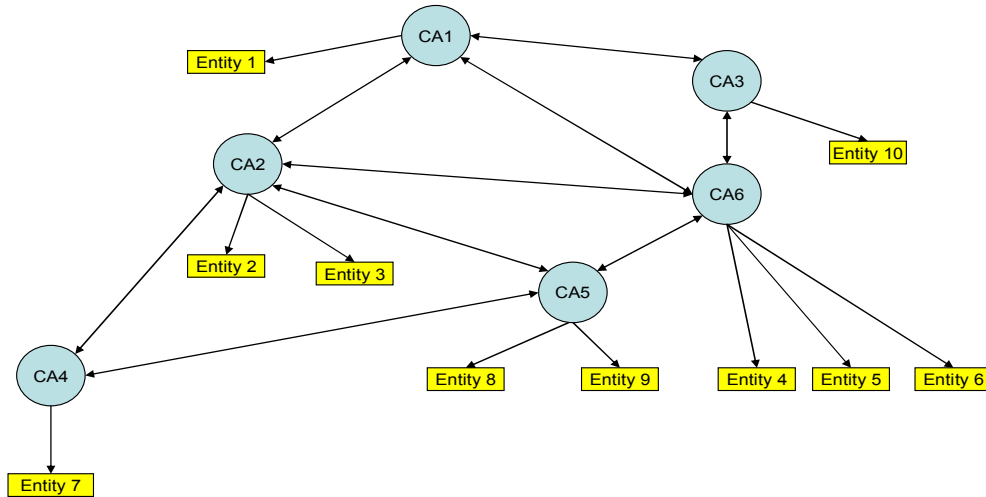 CA1
Entity 1
CA3
Entity 10
CA2
CA6
Entity 2
Entity 3
CA5
CA4
Entity 8
Entity 9
Entity 4
Entity 5
Entity 6
Entity 7